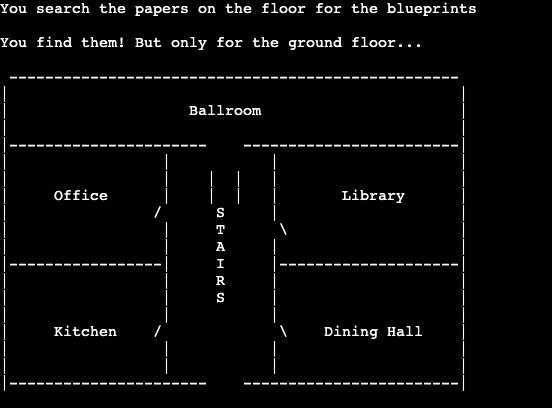 You search the papers on the floor for the blueprints
You find them! But only for the ground floor...
Ballroom
Office
Library
STAIRS
Kitchen
Dining Hall